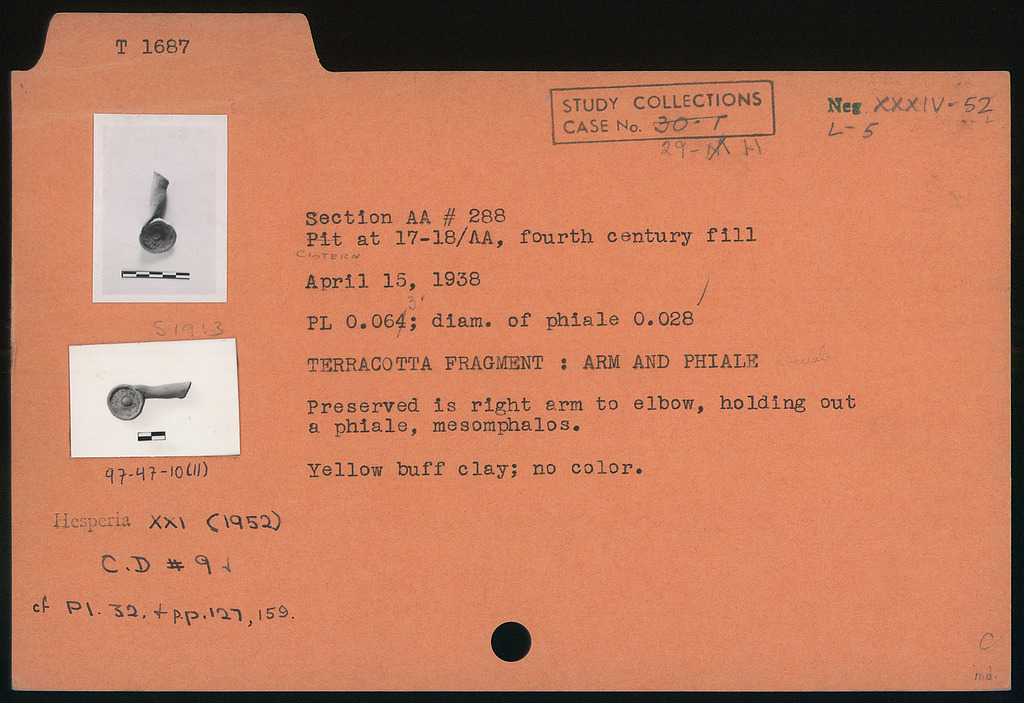 T 1687
STUDY COLLECTIONS
CASE No. 30-T
29- H
Neg. XXXIV-52
L-5
Section AA # 288
Pit at 17-18/AA, fourth century fill
CISTERN
April 15, 1938
3
PL 0.064; diam. of phiale 0.028
TERRACOTTA FRAGMENT : ARM AND PHIALE
Preserved is right arm to elbow, holding out
a phiale, mesomphalos.
Yellow buff clay; no color.
S1913
97-47-10(11)
Hesperia XXI (1952)
C.D # 9
cf Pl. 32. + pp.127, 159.
C
ind.